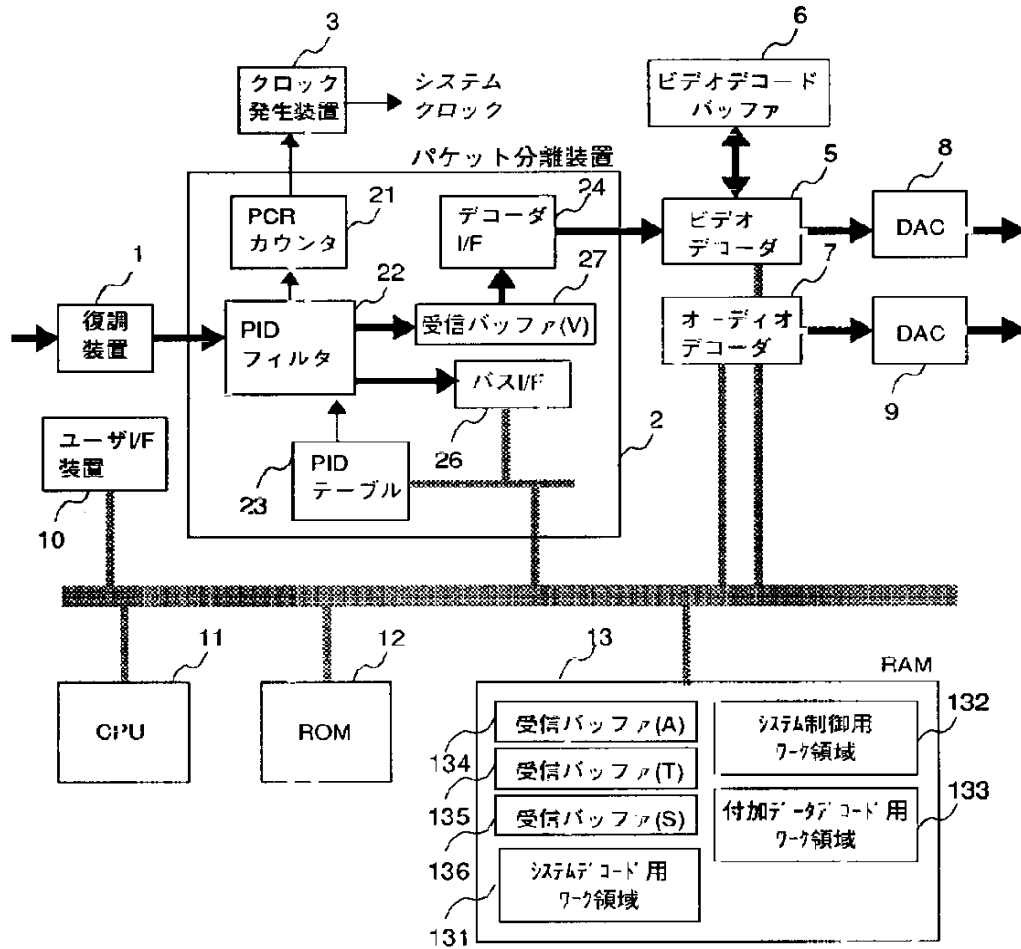 3
クロック
発生装置
システム
クロック
6
ビデオデコード
バッファ
パケット分離装置
21
PCR
カウンタ
24
デコーダ
I/F
5
ビデオ
デコーダ
8
DAC
1
復調
装置
22
PID
フィルタ
27
受信バッファ(V)
7
オーディオ
デコーダ
DAC
9
バスI/F
26
2
ユーザI/F
装置
10
23
PID
テーブル
11
CPU
12
ROM
13
RAM
134
受信バッファ(A)
135
受信バッファ(T)
136
受信バッファ(S)
131
ｼｽﾃﾑﾃﾞｺｰﾄﾞ用
ﾜｰｸ領域
132
ｼｽﾃﾑ制御用
ﾜｰｸ領域
133
付加ﾃﾞｰﾀﾃﾞｺｰﾄﾞ用
ﾜｰｸ領域